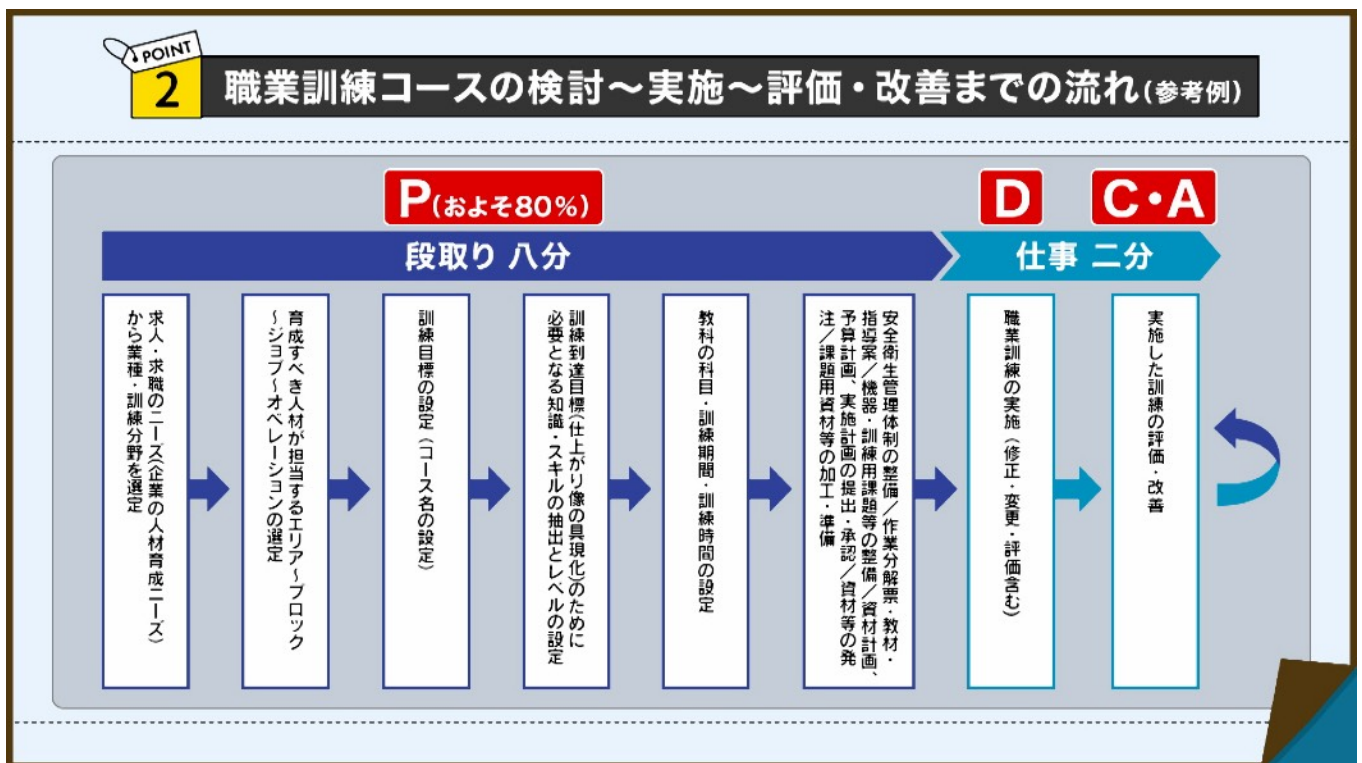 POINT
2
職業訓練コースの検討～実施～評価・改善までの流れ(参考例)
P(およそ80%)
D
C・A
段取り 八分
仕事 二分
求人・求職のニーズ(企業の人材育成ニーズ)
から業種・訓練分野を選定
育成すべき人材が担当するエリア～ブロック
～ジョブ～オペレーションの選定
訓練目標の設定(コース名の設定)
訓練到達目標(仕上がり像の具現化)のために
必要となる知識・スキルの抽出とレベルの設定
教科の科目・訓練期間・訓練時間の設定
安全衛生管理体制の整備/作業分解票・教材・
指導案/機器・訓練用課題等の整備/資材計画、
予算計画、実施計画の提出・承認/資材等の発
注/課題用資材等の加工・準備
職業訓練の実施(修正・変更・評価含む)
実施した訓練の評価・改善